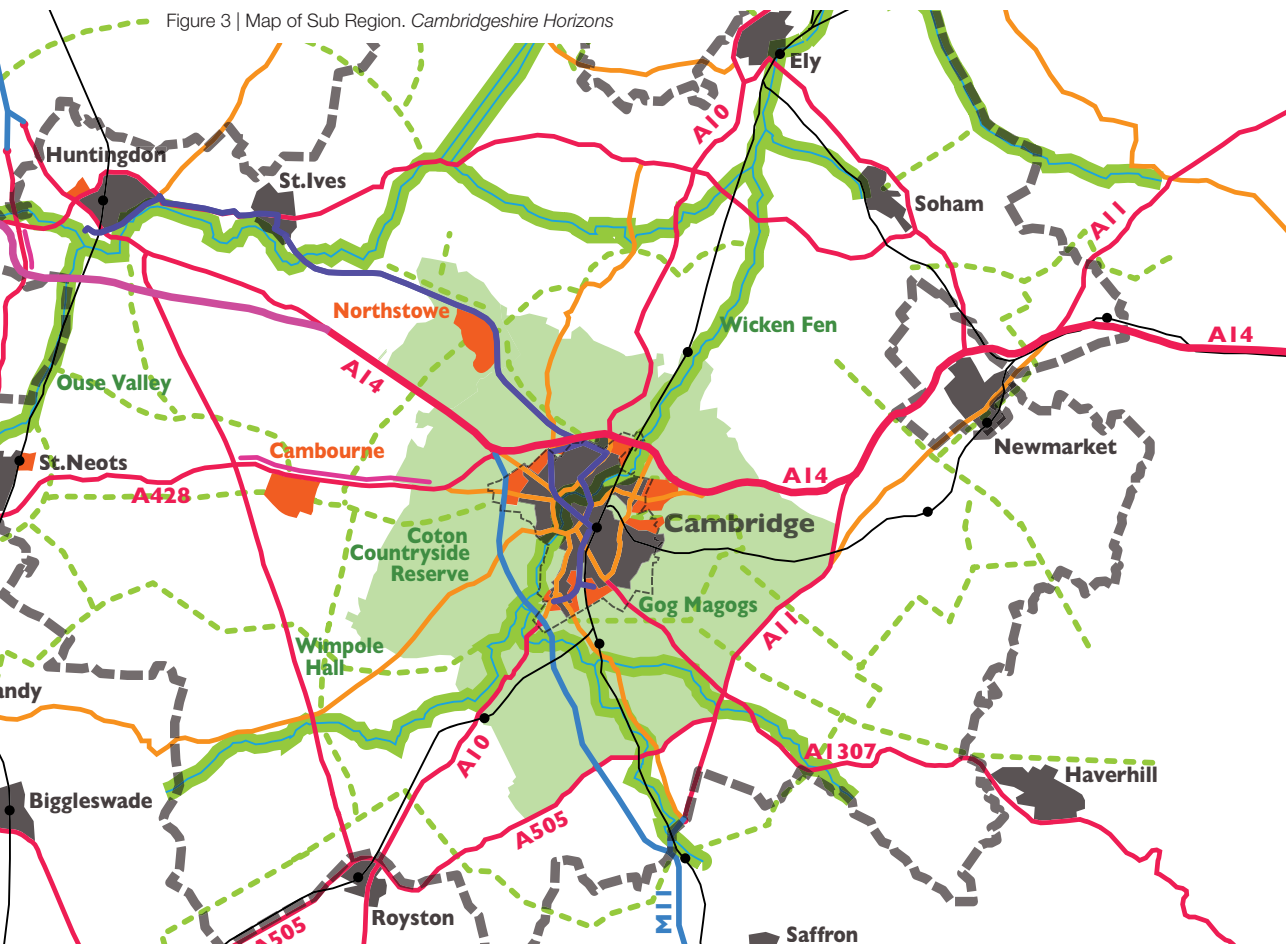 Figure 3 | Map of Sub Region. Cambridgeshire Horizons
Ely
A10
Huntingdon
St.Ives
Soham
A11
Northstowe
Wicken Fen
A14
A14
Ouse Valley
Cambourne
Newmarket
St.Neots
A428
A14
Cambridge
Coton
Countryside
Reserve
Gog Magogs
A11
Wimpole
Hall
andy
A10
A1307
Haverhill
Biggleswade
A505
M11
Royston
A505
Saffron